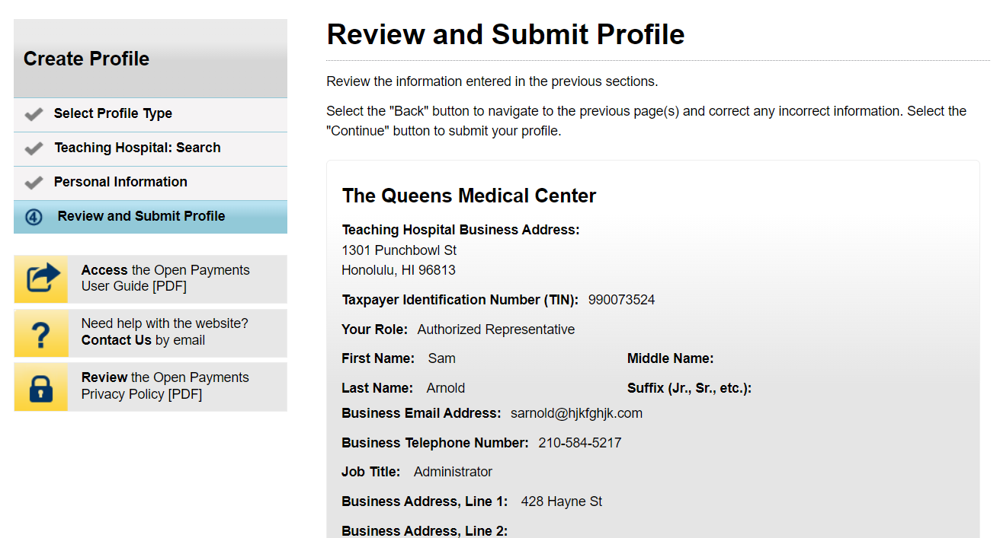 Create Profile
Select Profile Type
Teaching Hospital: Search
Personal Information
4 Review and Submit Profile
Access the Open Payments
User Guide [PDF]
? Need help with the website?
Contact Us by email
Review the Open Payments
Privacy Policy [PDF]
Review and Submit Profile
Review the information entered in the previous sections.
Select the "Back" button to navigate to the previous page(s) and correct any incorrect information. Select the
"Continue" button to submit your profile.
The Queens Medical Center
Teaching Hospital Business Address:
1301 Punchbowl St
Honolulu, HI 96813
Taxpayer Identification Number (TIN): 990073524
Your Role: Authorized Representative
First Name: Sam Middle Name:
Last Name: Arnold Suffix (Jr., Sr., etc.):
Business Email Address: sarnold@hjkfghjk.com
Business Telephone Number: 210-584-5217
Job Title: Administrator
Business Address, Line 1: 428 Hayne St
Business Address, Line 2: